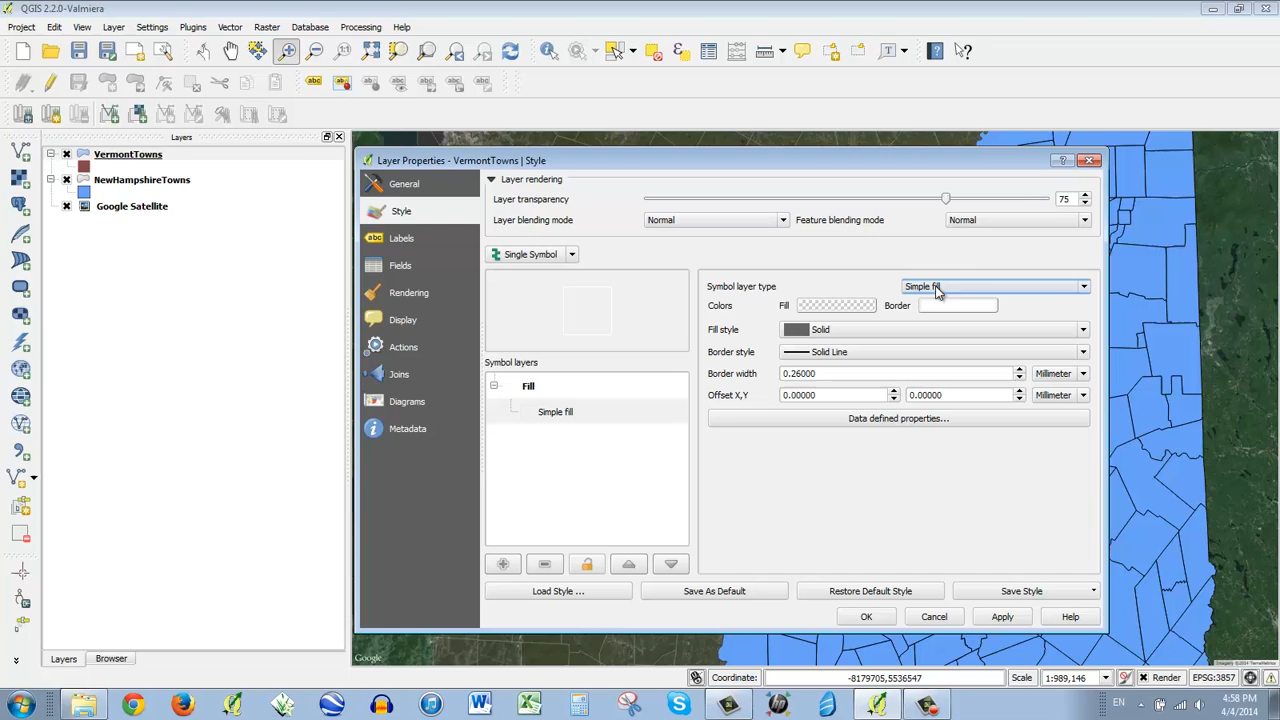 QGIS 2.2.0-Valmiera
Project Edit View Layer Settings Plugins Vector Raster Database Processing Help
abc abc
Layers
VermontTowns
NewHampshireTowns
Google Satellite
Layer Properties - VermontTowns | Style
General
Style
abc Labels
Fields
Rendering
Display
Actions
Joins
Diagrams
Metadata
Layer rendering
Layer transparency 75
Layer blending mode Normal Feature blending mode Normal
Single Symbol
Symbol layer type Simple fill
Colors Fill Border
Fill style Solid
Border style Solid Line
Border width 0.26000 Millimeter
Offset X,Y 0.00000 0.00000 Millimeter
Data defined properties...
Symbol layers
Fill
Simple fill
Load Style ... Save As Default Restore Default Style Save Style
OK Cancel Apply Help
Google
Layers Browser
Coordinate: -8179705,5536547 Scale 1:989,146 Render EPSG:3857
EN 4:58 PM
4/4/2014